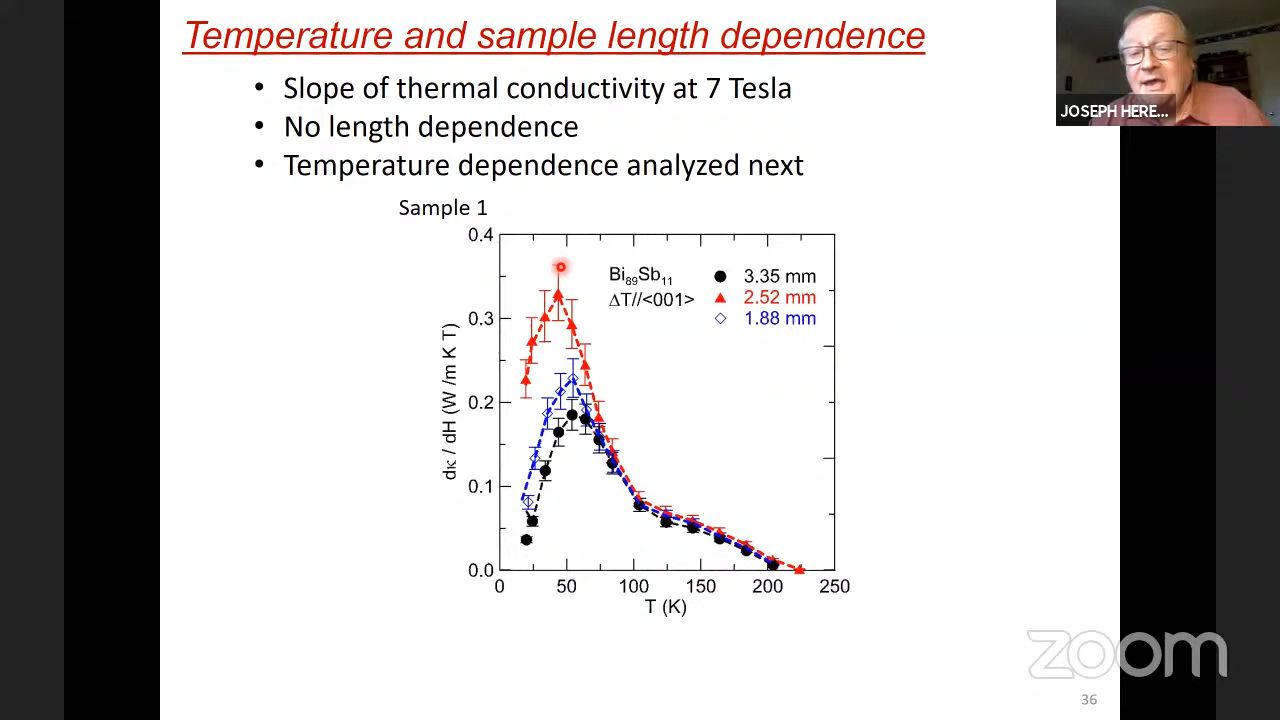 Temperature and sample length dependence
JOSEPH HERE...
• Slope of thermal conductivity at 7 Tesla
• No length dependence
• Temperature dependence analyzed next
Sample 1
Bi89Sb11
ΔT//<001>
3.35 mm
2.52 mm
1.88 mm
0.4
0.3
0.2
0.1
0.0
dκ / dH (W /m K T)
0 50 100 150 200 250
T (K)
zoom
36